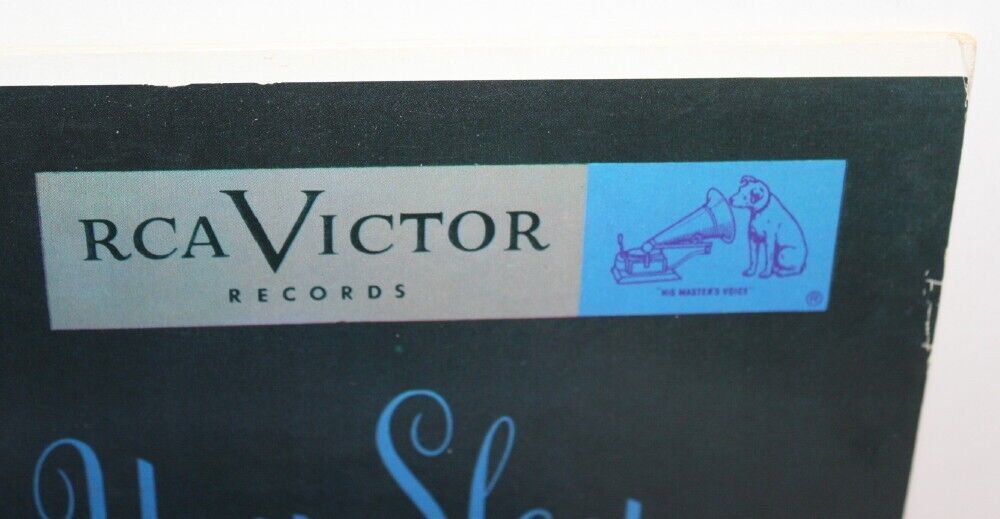 RCA VICTOR
RECORDS
"HIS MASTER'S VOICE"
®